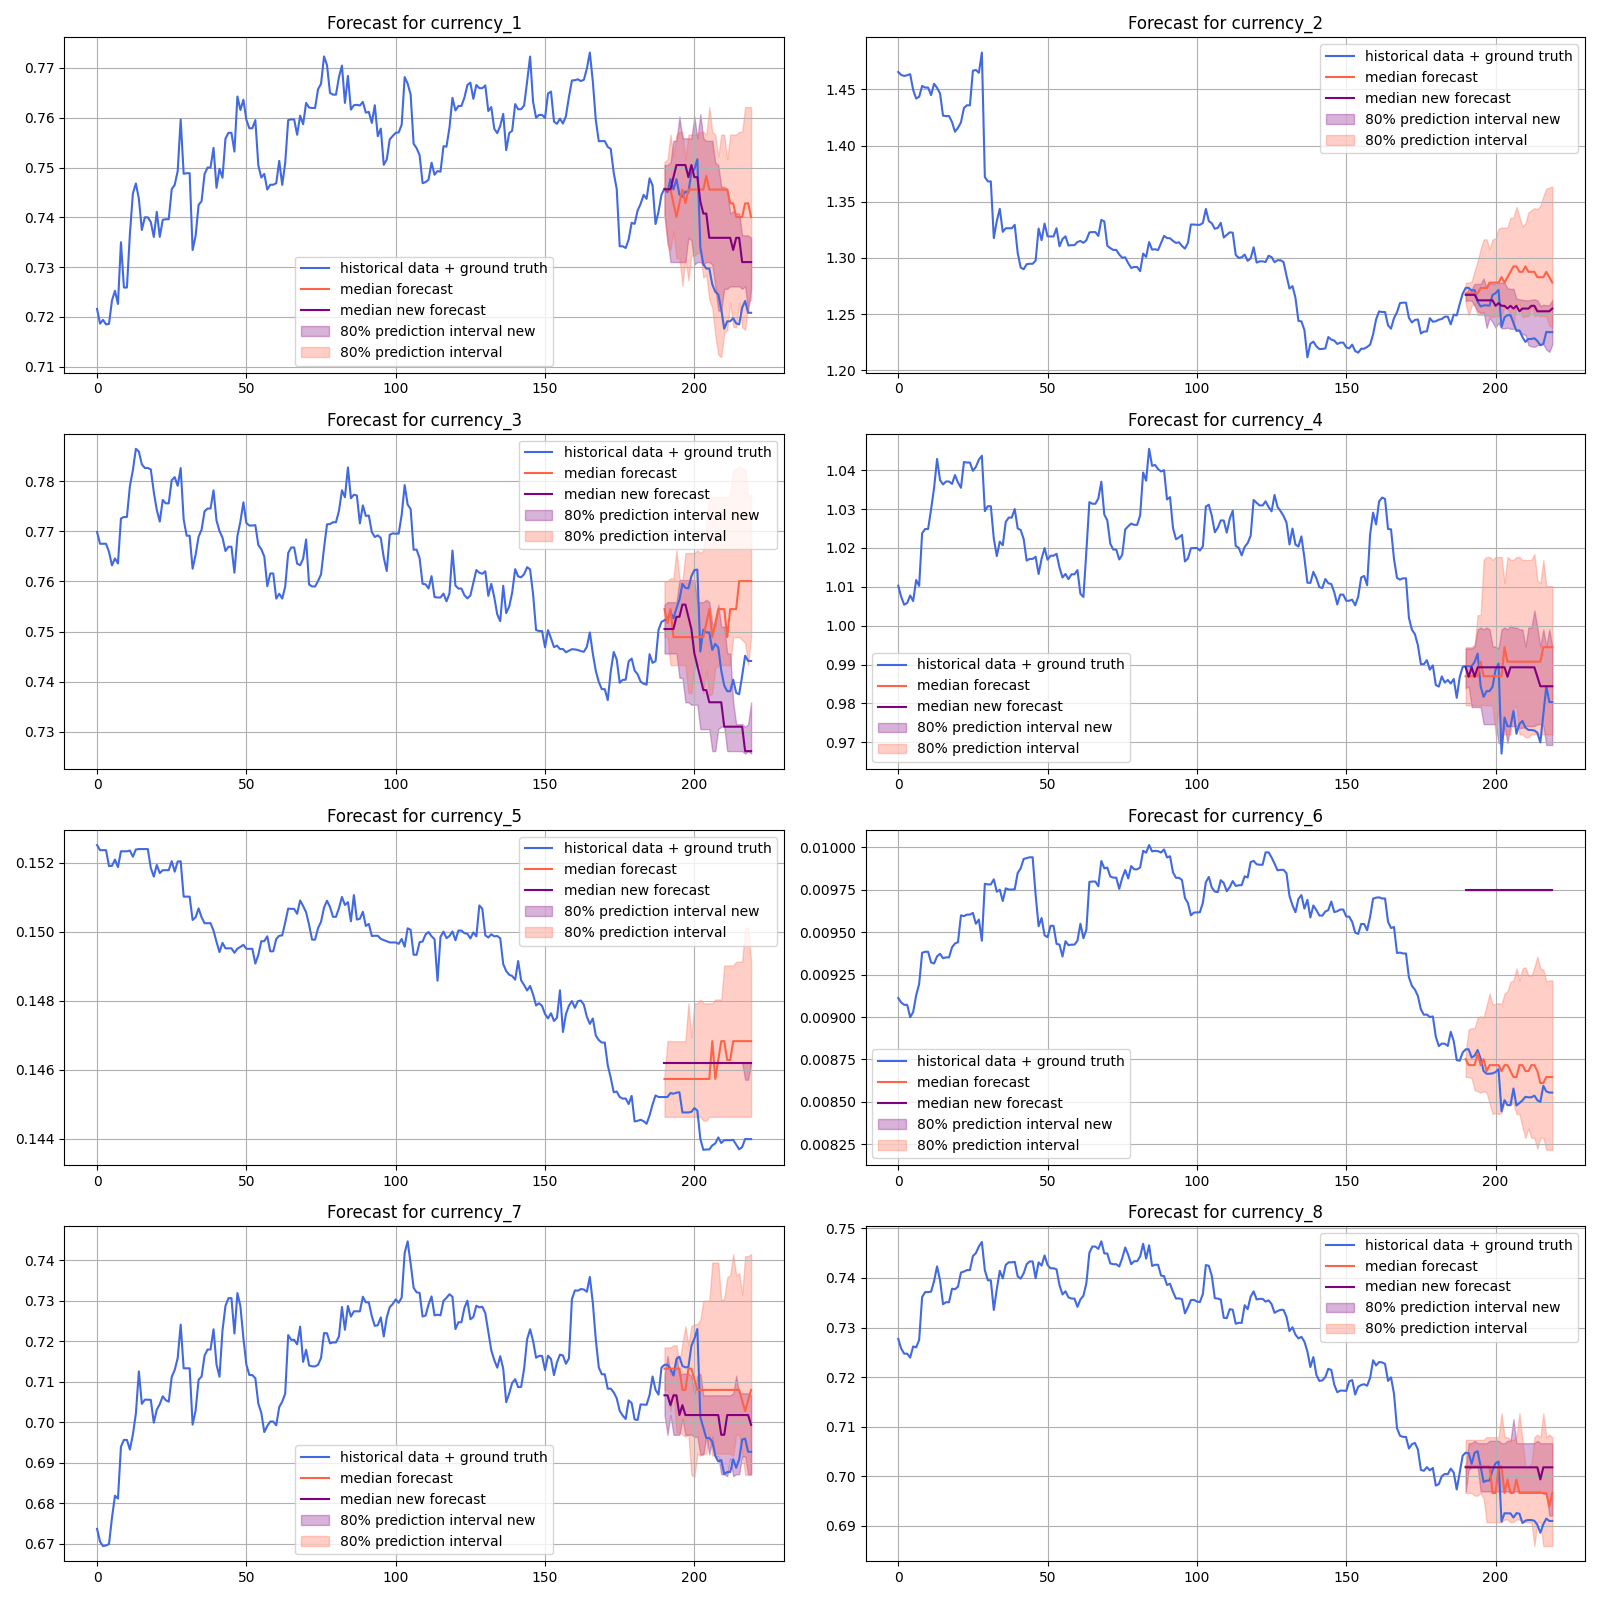 Forecast for currency_1
0.77
0.76
0.75
0.74
0.73
0.72
0.71
historical data + ground truth
median forecast
median new forecast
80% prediction interval new
80% prediction interval
0 50 100 150 200
Forecast for currency_2
1.45
1.40
1.35
1.30
1.25
1.20
historical data + ground truth
median forecast
median new forecast
80% prediction interval new
80% prediction interval
0 50 100 150 200
Forecast for currency_3
0.78
0.77
0.76
0.75
0.74
0.73
historical data + ground truth
median forecast
median new forecast
80% prediction interval new
80% prediction interval
0 50 100 150 200
Forecast for currency_4
1.04
1.03
1.02
1.01
1.00
0.99
0.98
0.97
historical data + ground truth
median forecast
median new forecast
80% prediction interval new
80% prediction interval
0 50 100 150 200
Forecast for currency_5
0.152
0.150
0.148
0.146
0.144
historical data + ground truth
median forecast
median new forecast
80% prediction interval new
80% prediction interval
0 50 100 150 200
Forecast for currency_6
0.01000
0.00975
0.00950
0.00925
0.00900
0.00875
0.00850
0.00825
historical data + ground truth
median forecast
median new forecast
80% prediction interval new
80% prediction interval
0 50 100 150 200
Forecast for currency_7
0.74
0.73
0.72
0.71
0.70
0.69
0.68
0.67
historical data + ground truth
median forecast
median new forecast
80% prediction interval new
80% prediction interval
0 50 100 150 200
Forecast for currency_8
0.75
0.74
0.73
0.72
0.71
0.70
0.69
historical data + ground truth
median forecast
median new forecast
80% prediction interval new
80% prediction interval
0 50 100 150 200